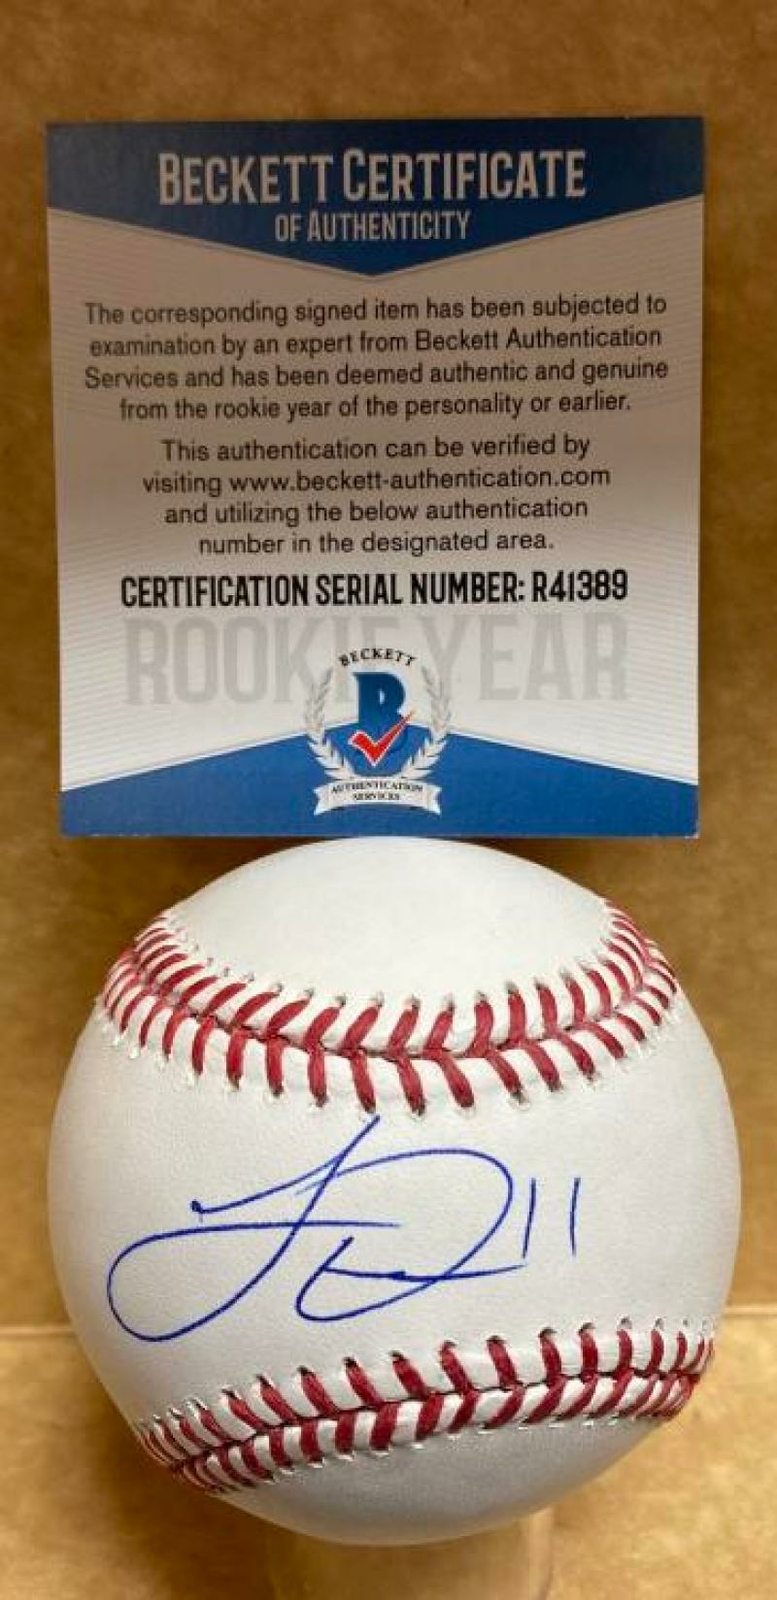 BECKETT CERTIFICATE
OF AUTHENTICITY
The corresponding signed item has been subjected to
examination by an expert from Beckett Authentication
Services and has been deemed authentic and genuine
from the rookie year of the personality or earlier.
This authentication can be verified by
visiting www.beckett-authentication.com
and utilizing the below authentication
number in the designated area.
CERTIFICATION SERIAL NUMBER: R41389
ROOKIE YEAR
BECKETT
B
AUTHENTICATION
SERVICES
11